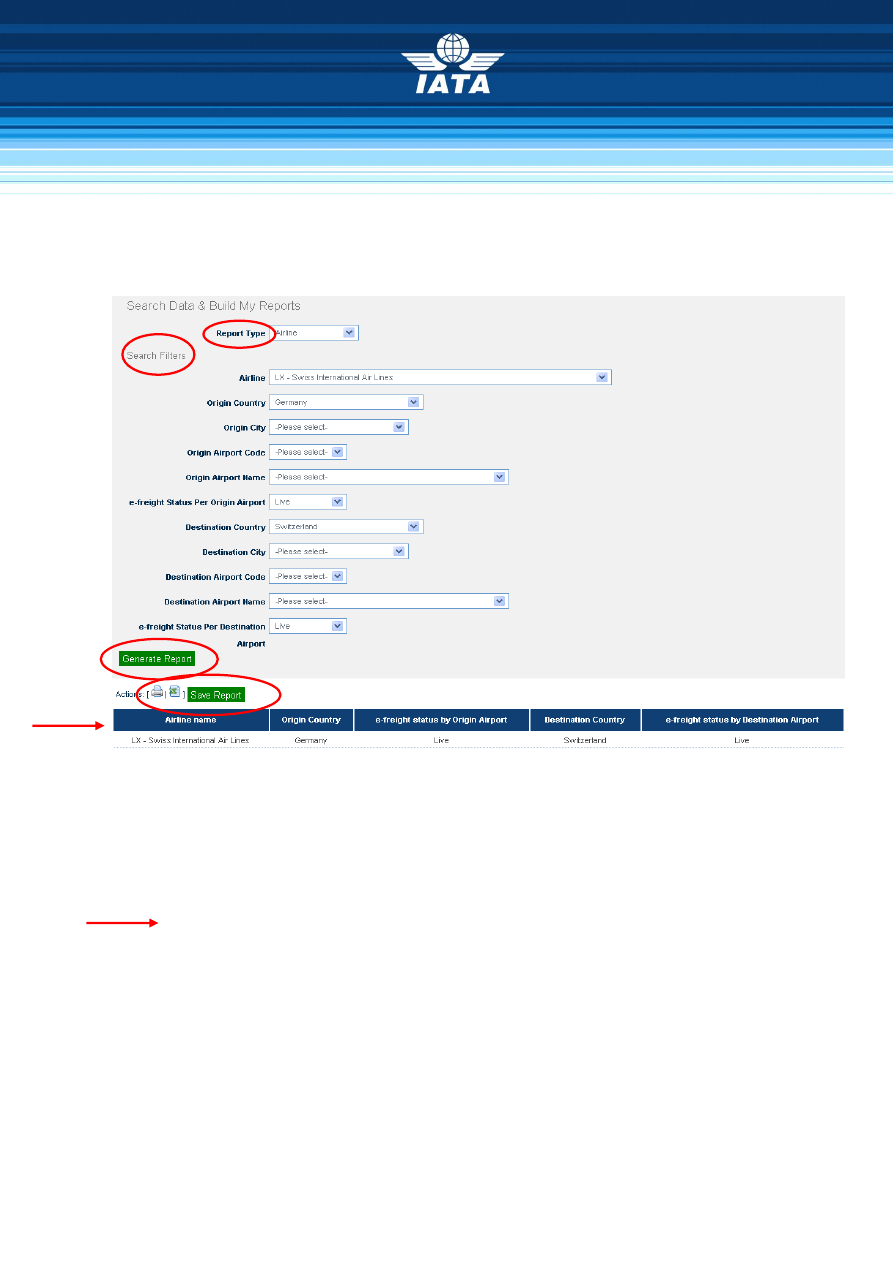 IATA
Search Data & Build My Reports
Report Type Airline
Search Filters
Airline LX - Swiss International Air Lines
Origin Country Germany
Origin City -Please select-
Origin Airport Code -Please select-
Origin Airport Name -Please select-
e-freight Status Per Origin Airport Live
Destination Country Switzerland
Destination City -Please select-
Destination Airport Code -Please select-
Destination Airport Name -Please select-
e-freight Status Per Destination Live
Airport
Generate Report
Actions: [ | ] Save Report
Airline name Origin Country e-freight status by Origin Airport Destination Country e-freight status by Destination Airport
LX - Swiss International Air Lines Germany Live Switzerland Live